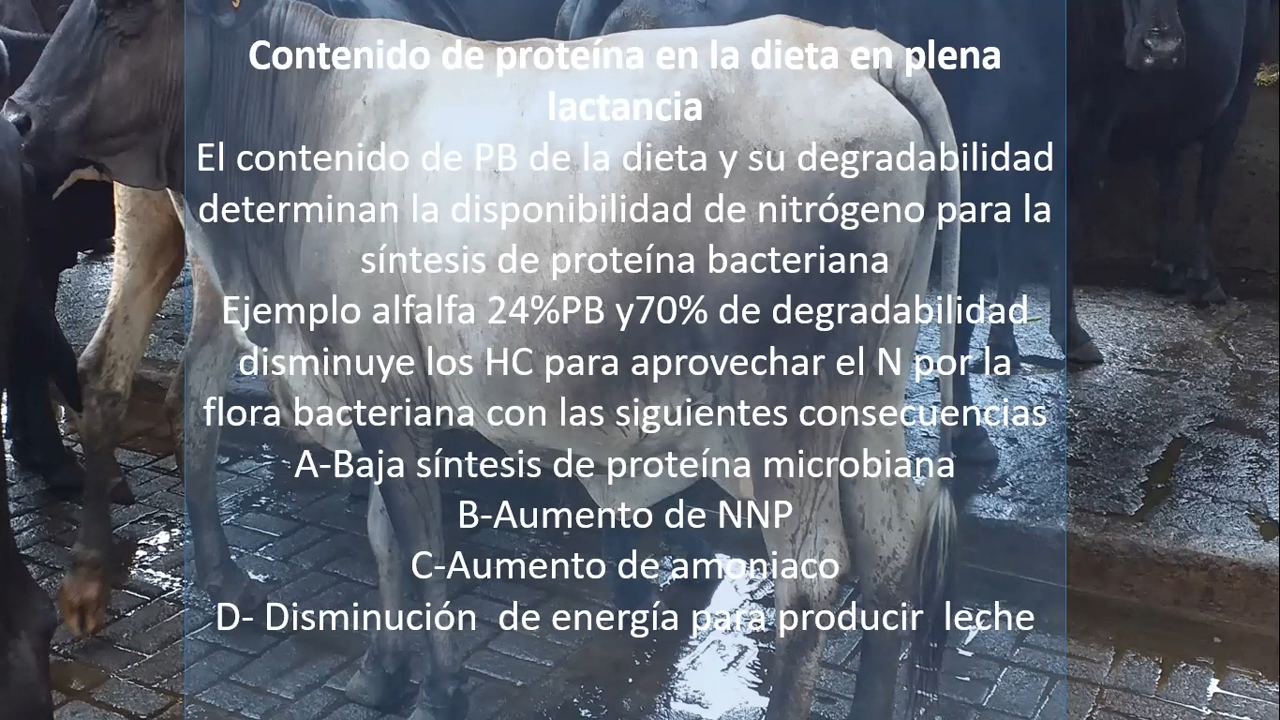 Contenido de proteína en la dieta en plena
lactancia
El contenido de PB de la dieta y su degradabilidad
determinan la disponibilidad de nitrógeno para la
síntesis de proteína bacteriana
Ejemplo alfalfa 24%PB y70% de degradabilidad
disminuye los HC para aprovechar el N por la
flora bacteriana con las siguientes consecuencias
A-Baja síntesis de proteína microbiana
B-Aumento de NNP
C-Aumento de amoniaco
D- Disminución  de energía para producir  leche